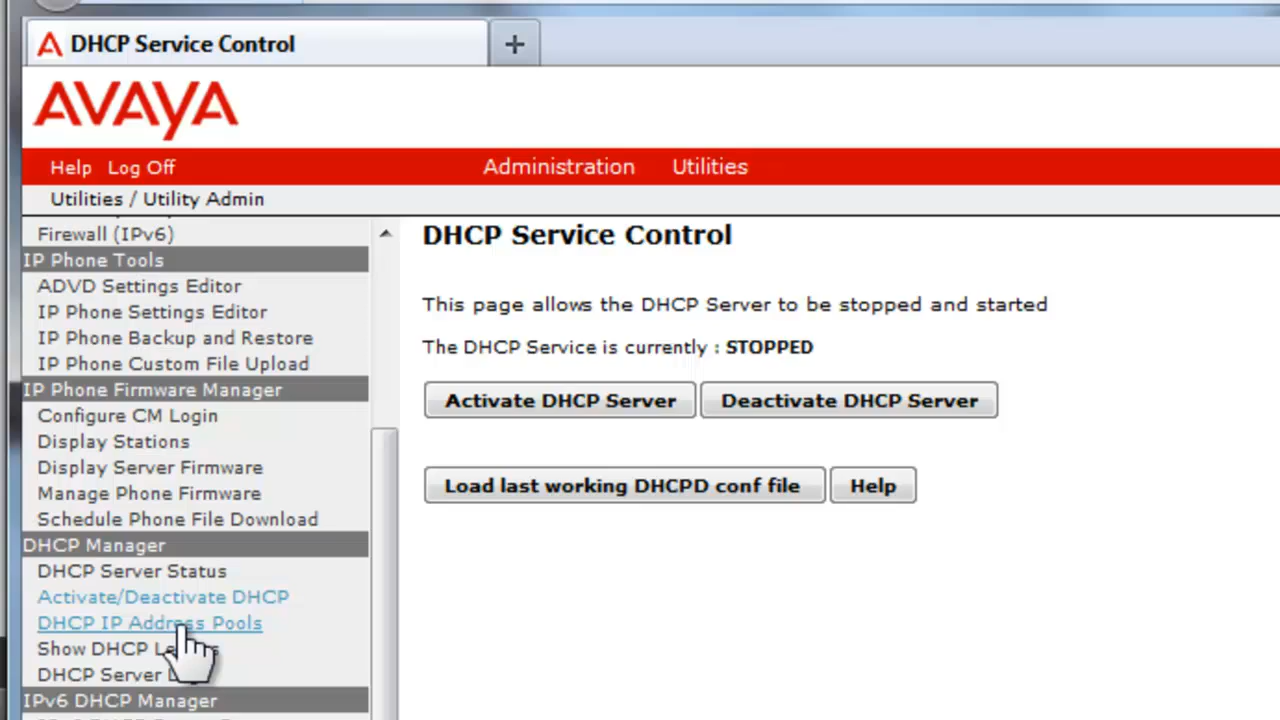 DHCP Service Control
AVAYA
Help Log Off Administration Utilities
Utilities / Utility Admin
Firewall (IPv6)
IP Phone Tools
ADVD Settings Editor
IP Phone Settings Editor
IP Phone Backup and Restore
IP Phone Custom File Upload
IP Phone Firmware Manager
Configure CM Login
Display Stations
Display Server Firmware
Manage Phone Firmware
Schedule Phone File Download
DHCP Manager
DHCP Server Status
Activate/Deactivate DHCP
DHCP IP Address Pools
Show DHCP
DHCP Server
IPv6 DHCP Manager
DHCP Service Control
This page allows the DHCP Server to be stopped and started
The DHCP Service is currently : STOPPED
Activate DHCP Server Deactivate DHCP Server
Load last working DHCPD conf file Help